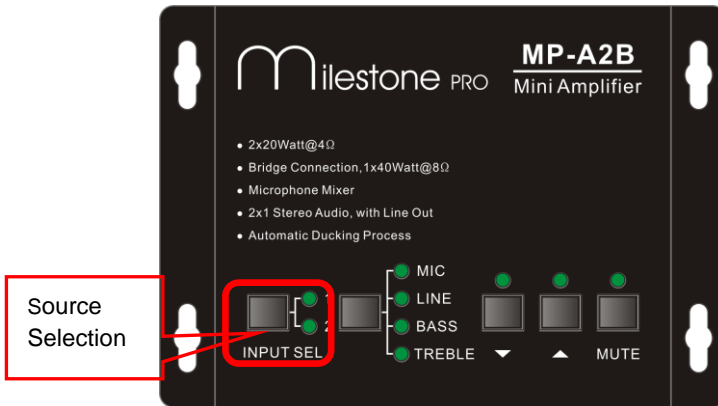 Milestone PRO
MP-A2B
Mini Amplifier
• 2x20Watt@4Ω
• Bridge Connection,1x40Watt@8Ω
• Microphone Mixer
• 2x1 Stereo Audio, with Line Out
• Automatic Ducking Process
Source
Selection
1
2
INPUT SEL
MIC
LINE
BASS
TREBLE
MUTE